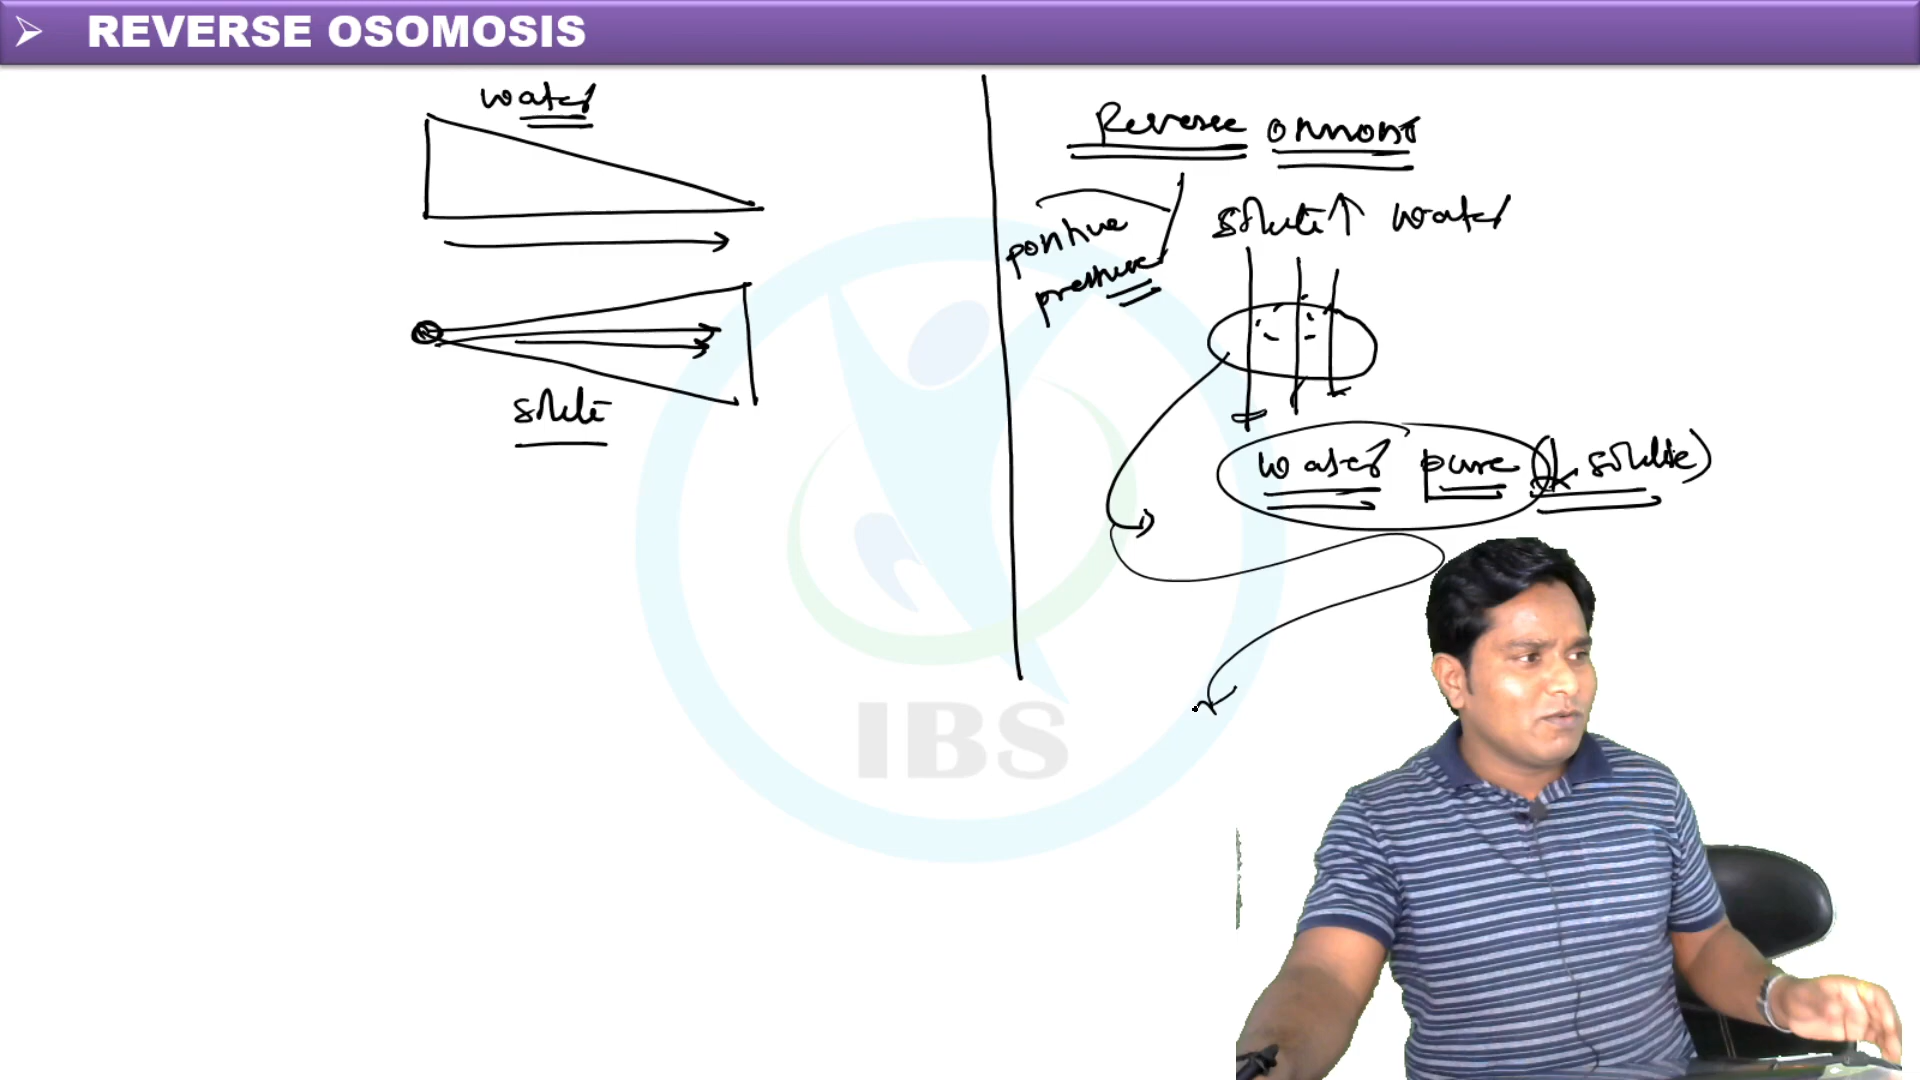 REVERSE OSOMOSIS
water
solute
Reverse osmosis
positive
pressure
solute↑ water
water pure (↓ solute)
IBS